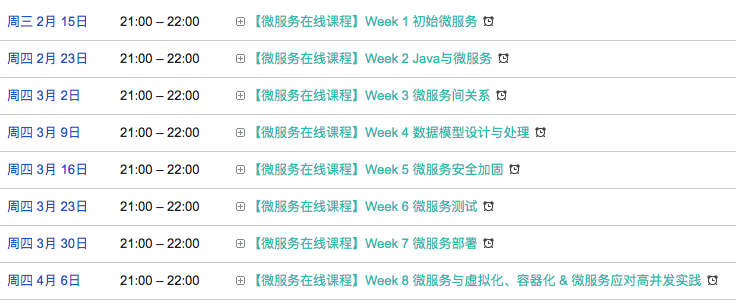 周三 2月 15日 21:00 – 22:00 【微服务在线课程】Week 1 初始微服务
周四 2月 23日 21:00 – 22:00 【微服务在线课程】Week 2 Java与微服务
周四 3月 2日 21:00 – 22:00 【微服务在线课程】Week 3 微服务间关系
周四 3月 9日 21:00 – 22:00 【微服务在线课程】Week 4 数据模型设计与处理
周四 3月 16日 21:00 – 22:00 【微服务在线课程】Week 5 微服务安全加固
周四 3月 23日 21:00 – 22:00 【微服务在线课程】Week 6 微服务测试
周四 3月 30日 21:00 – 22:00 【微服务在线课程】Week 7 微服务部署
周四 4月 6日 21:00 – 22:00 【微服务在线课程】Week 8 微服务与虚拟化、容器化 & 微服务应对高并发实践